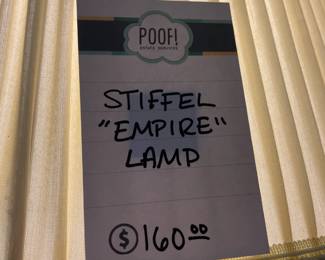 POOF!
estate services
STIFFEL
"EMPIRE"
LAMP
$160.00